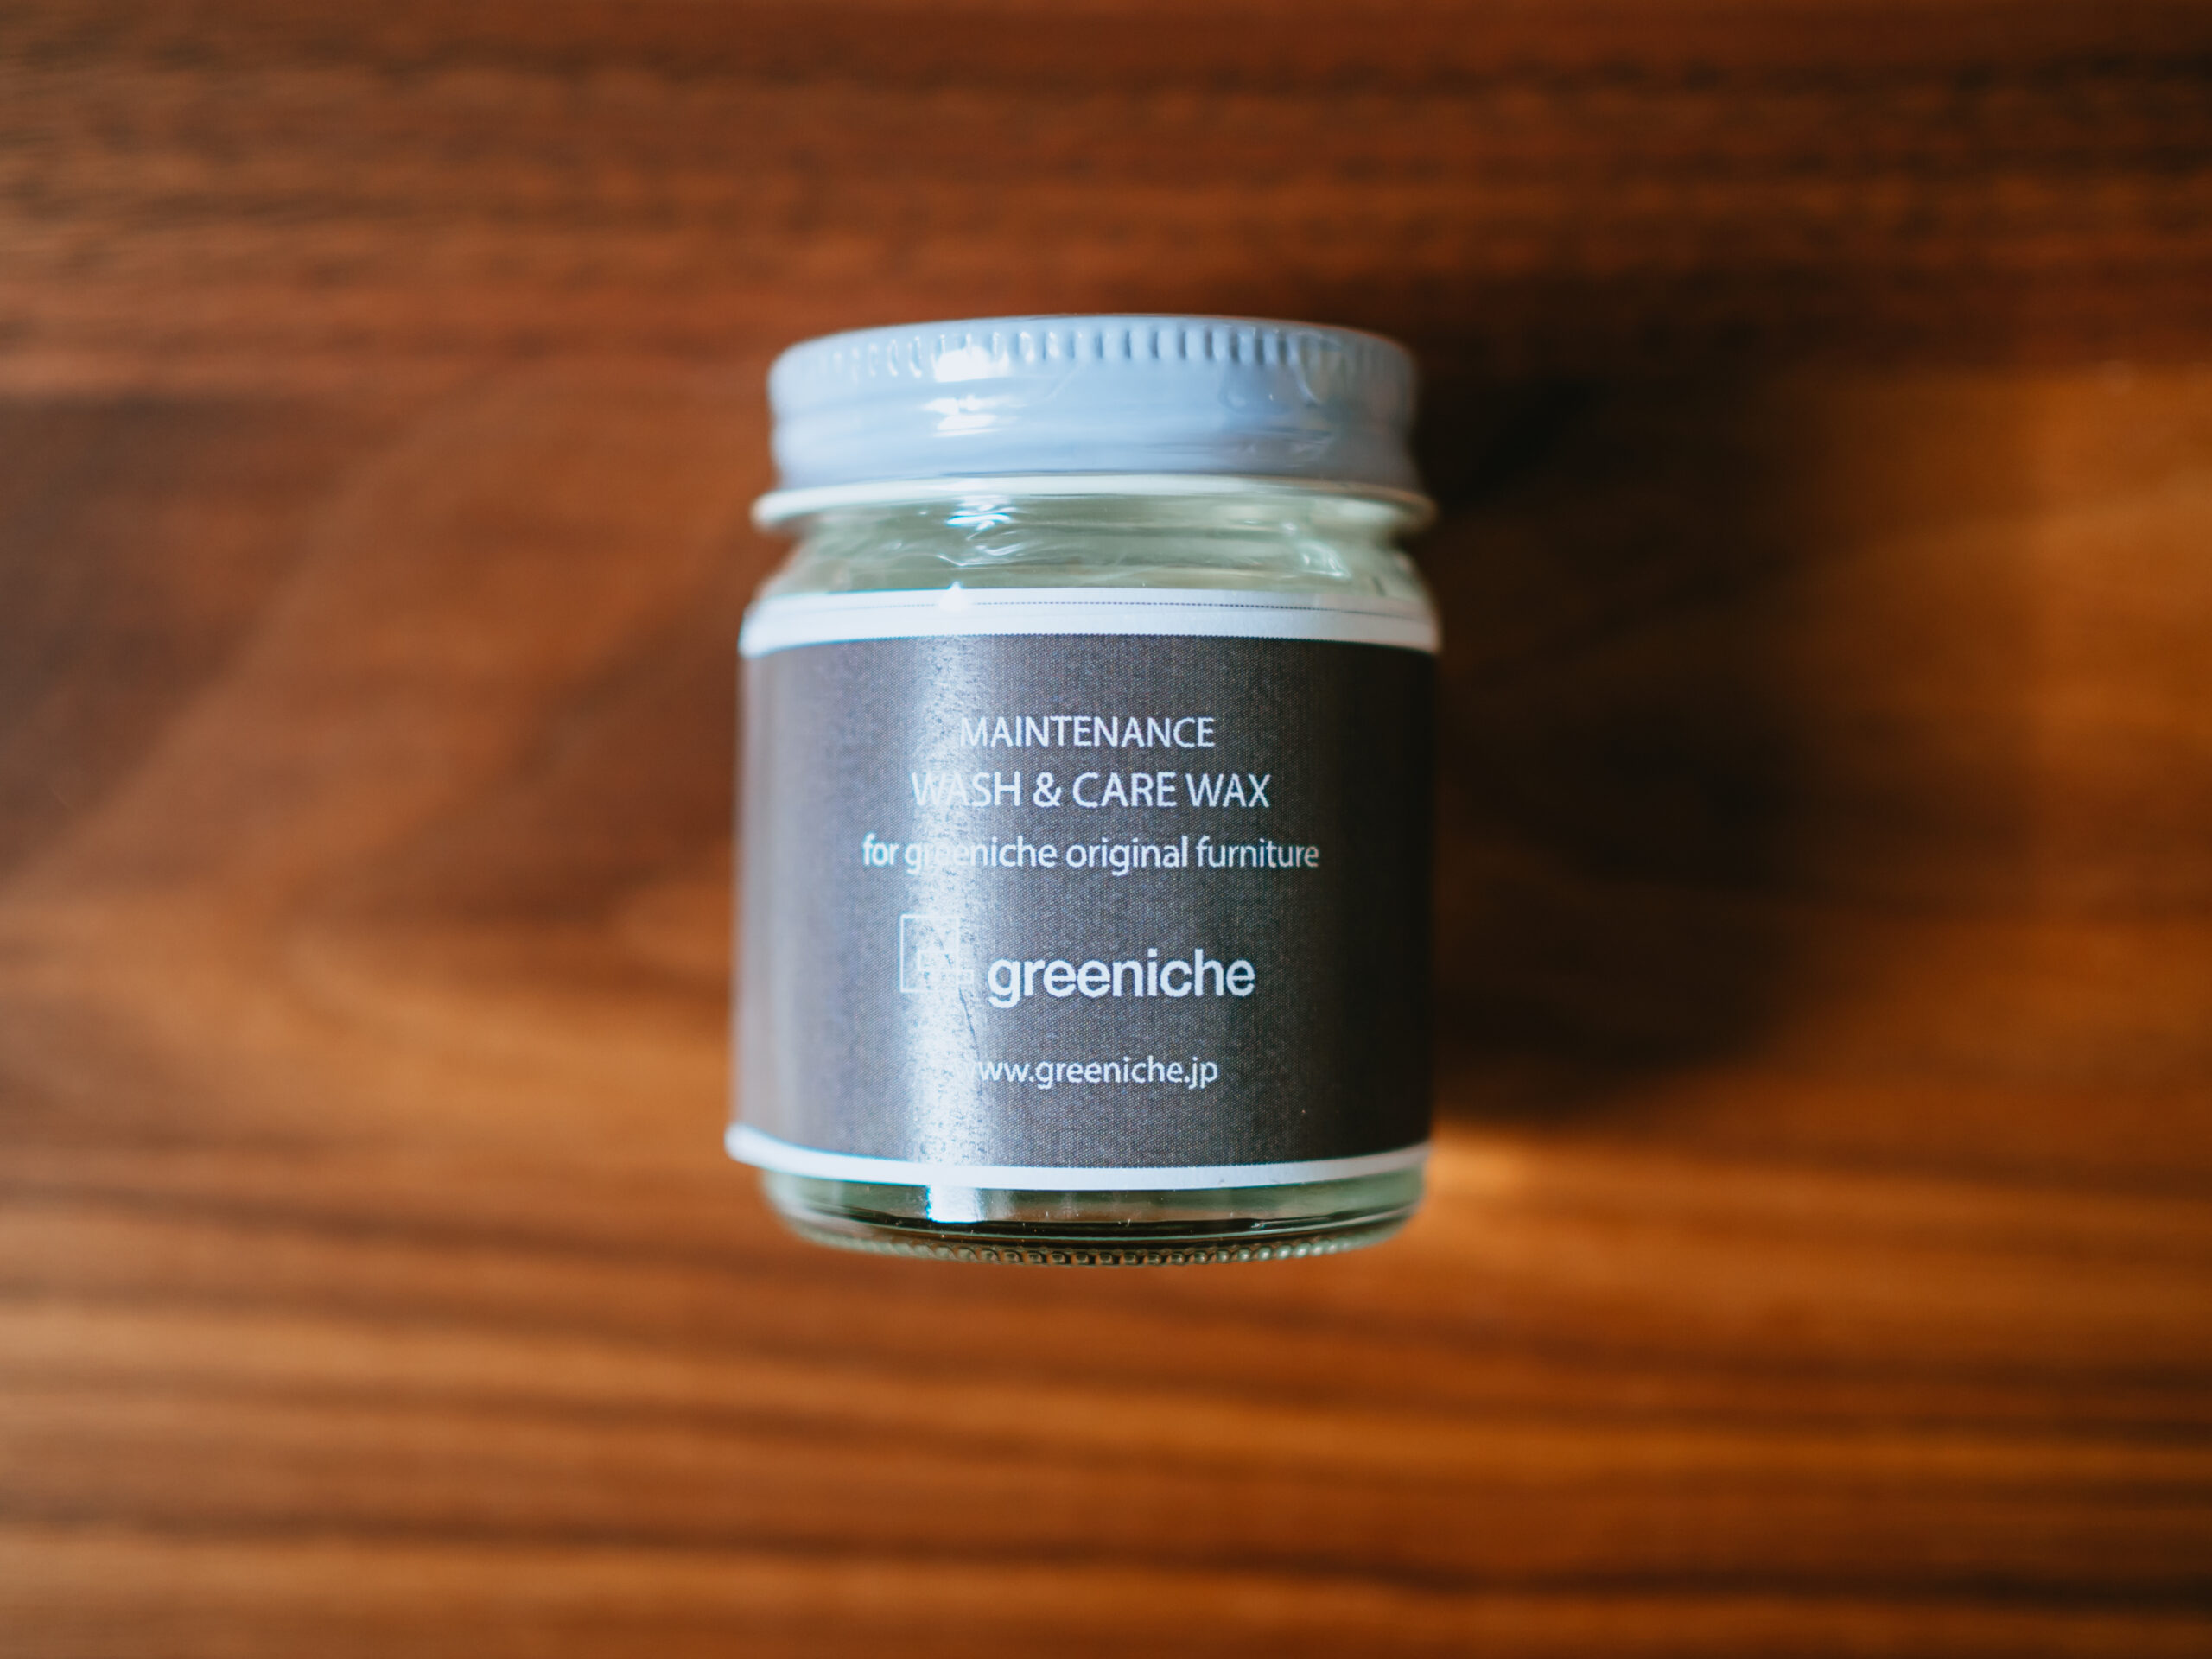 MAINTENANCE
WASH & CARE WAX
for greeniche original furniture
greeniche
www.greeniche.jp